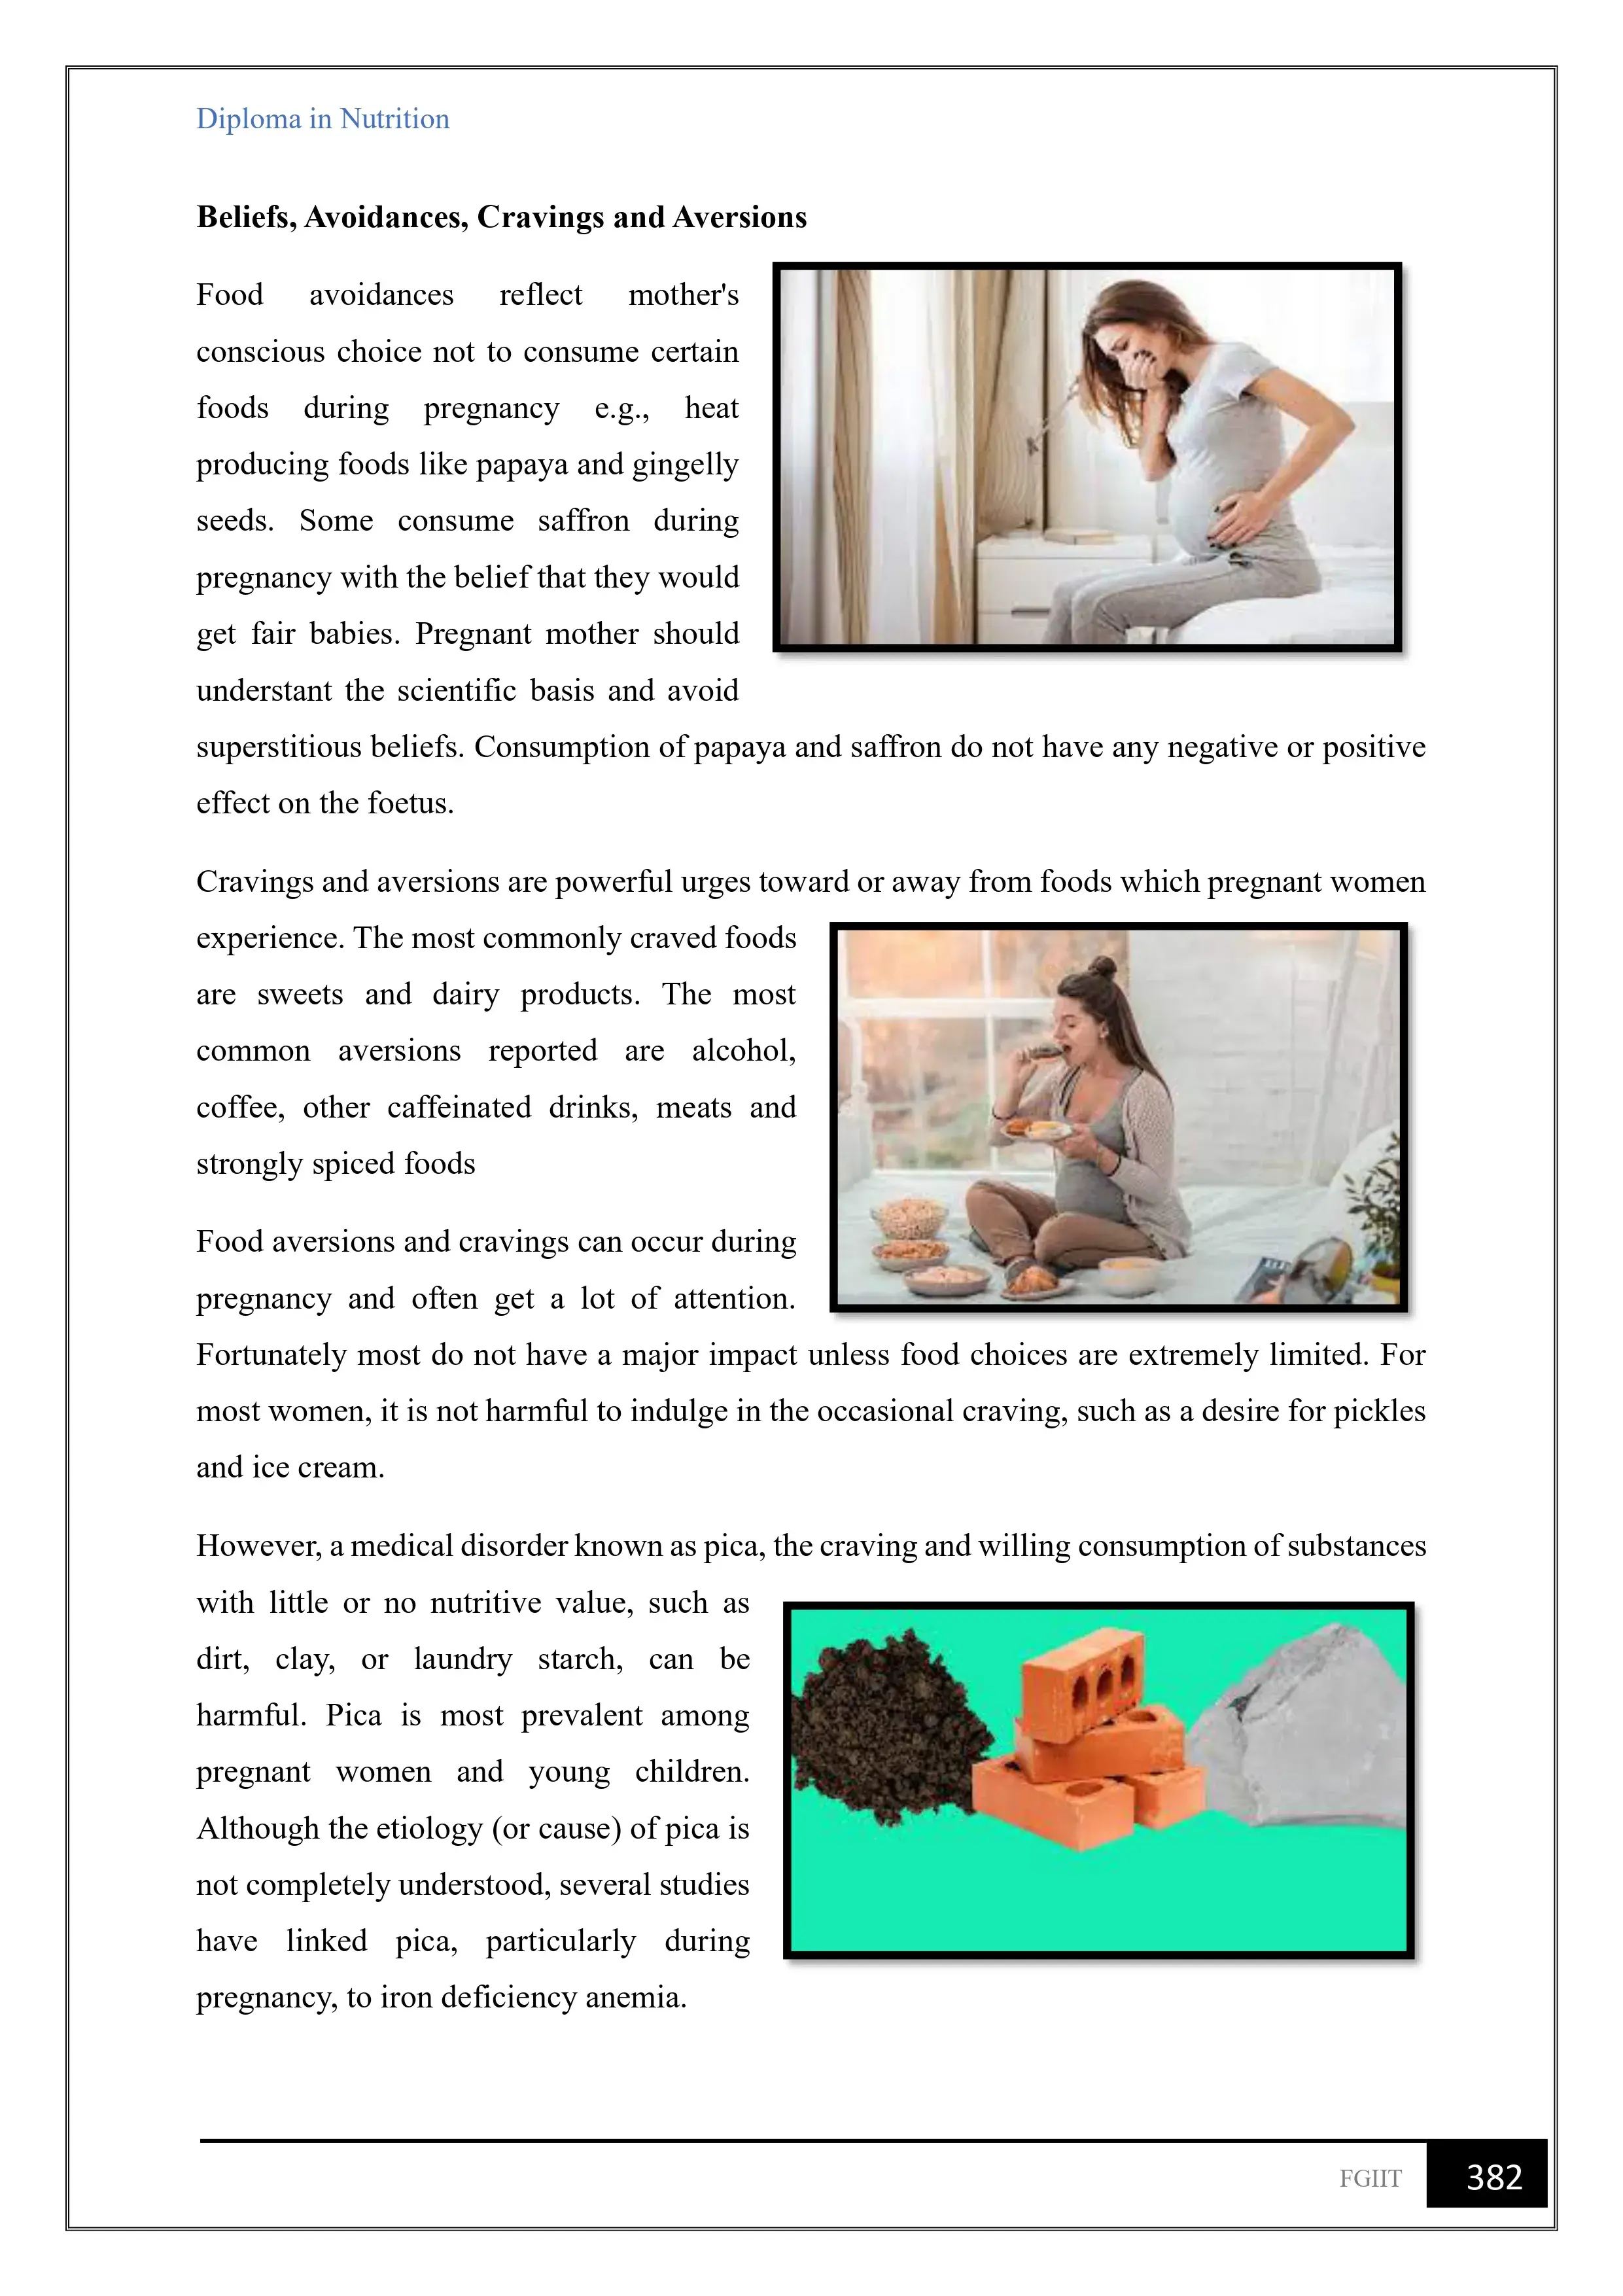 Diploma in Nutrition
Beliefs, Avoidances, Cravings and Aversions
Food avoidances reflect mother's
conscious choice not to consume certain
foods during pregnancy e.g., heat
producing foods like papaya and gingelly
seeds. Some consume saffron during
pregnancy with the belief that they would
get fair babies. Pregnant mother should
understant the scientific basis and avoid
superstitious beliefs. Consumption of papaya and saffron do not have any negative or positive
effect on the foetus.
Cravings and aversions are powerful urges toward or away from foods which pregnant women
experience. The most commonly craved foods
are sweets and dairy products. The most
common aversions reported are alcohol,
coffee, other caffeinated drinks, meats and
strongly spiced foods
Food aversions and cravings can occur during
pregnancy and often get a lot of attention.
Fortunately most do not have a major impact unless food choices are extremely limited. For
most women, it is not harmful to indulge in the occasional craving, such as a desire for pickles
and ice cream.
However, a medical disorder known as pica, the craving and willing consumption of substances
with little or no nutritive value, such as
dirt, clay, or laundry starch, can be
harmful. Pica is most prevalent among
pregnant women and young children.
Although the etiology (or cause) of pica is
not completely understood, several studies
have linked pica, particularly during
pregnancy, to iron deficiency anemia.
FGIIT 382